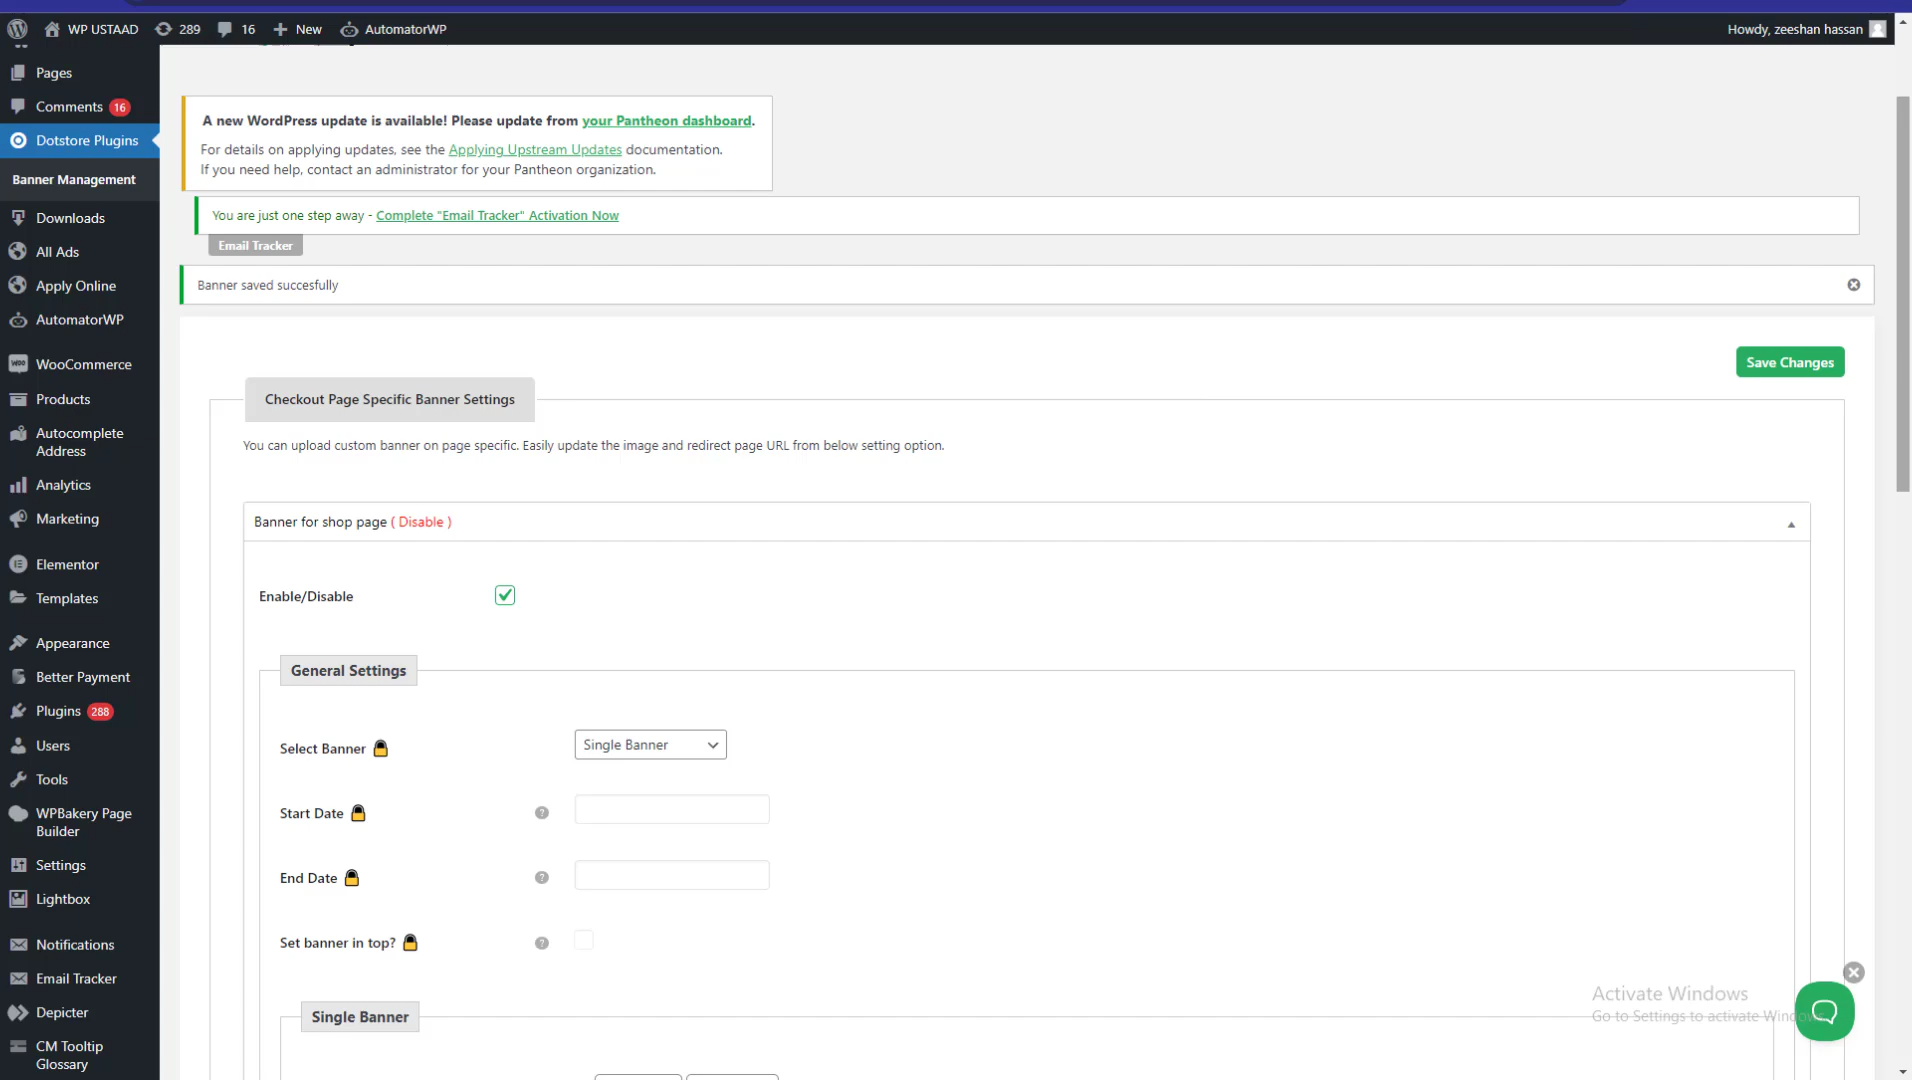 WP USTAAD
289
16
New
AutomatorWP
Howdy, zeeshan hassan
Pages
Comments 16
Dotstore Plugins
Banner Management
Downloads
All Ads
Apply Online
AutomatorWP
WooCommerce
Products
Autocomplete
Address
Analytics
Marketing
Elementor
Templates
Appearance
Better Payment
Plugins 288
Users
Tools
WPBakery Page
Builder
Settings
Lightbox
Notifications
Email Tracker
Depicter
CM Tooltip
Glossary
A new WordPress update is available! Please update from your Pantheon dashboard.
For details on applying updates, see the Applying Upstream Updates documentation.
If you need help, contact an administrator for your Pantheon organization.
You are just one step away - Complete "Email Tracker" Activation Now
Email Tracker
Banner saved succesfully
Save Changes
Checkout Page Specific Banner Settings
You can upload custom banner on page specific. Easily update the image and redirect page URL from below setting option.
Banner for shop page ( Disable )
Enable/Disable
General Settings
Select Banner
Single Banner
Start Date
?
End Date
?
Set banner in top?
?
Single Banner
Activate Windows
Go to Settings to activate Windows.